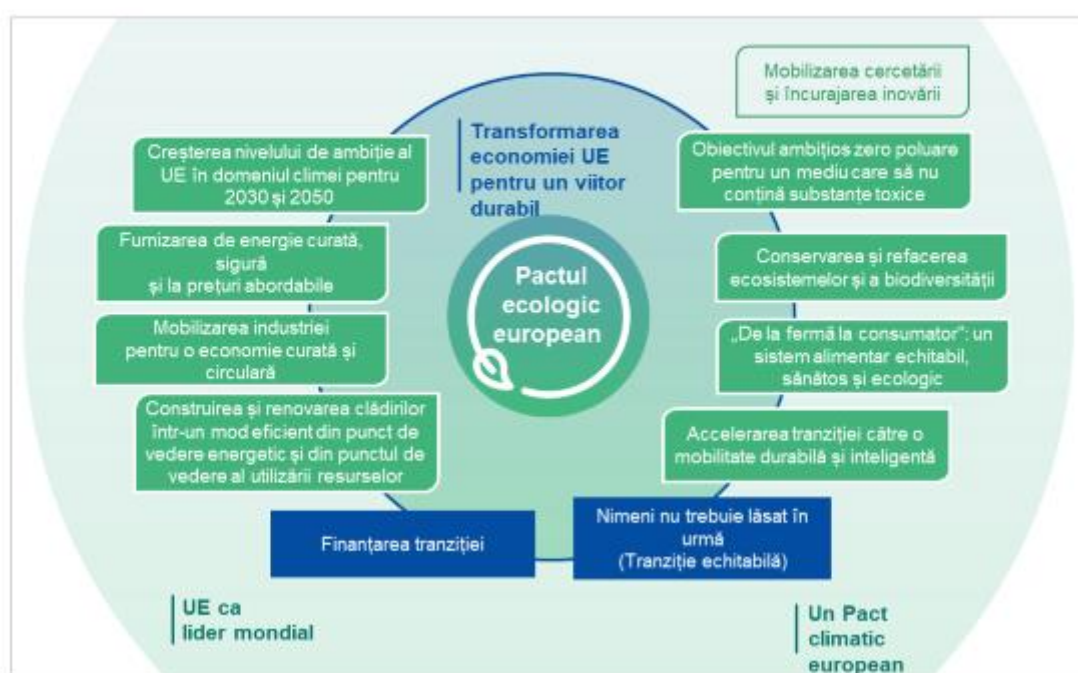 Mobilizarea cercetării
și încurajarea inovării
Transformarea
economiei UE
pentru un viitor
durabil
Creșterea nivelului de ambiție al
UE în domeniul climei pentru
2030 și 2050
Obiectivul ambițios zero poluare
pentru un mediu care să nu
conțină substanțe toxice
Furnizarea de energie curată,
sigură
și la prețuri abordabile
Conservarea și refacerea
ecosistemelor și a biodiversității
Pactul
ecologic
european
Mobilizarea industriei
pentru o economie curată și
circulară
„De la fermă la consumator”: un
sistem alimentar echitabil,
sănătos și ecologic
Construirea și renovarea clădirilor
într-un mod eficient din punct de
vedere energetic și din punctul de
vedere al utilizării resurselor
Accelerarea tranziției către o
mobilitate durabilă și inteligentă
Finanțarea tranziției
Nimeni nu trebuie lăsat în
urmă
(Tranziție echitabilă)
UE ca
lider mondial
Un Pact
climatic
european